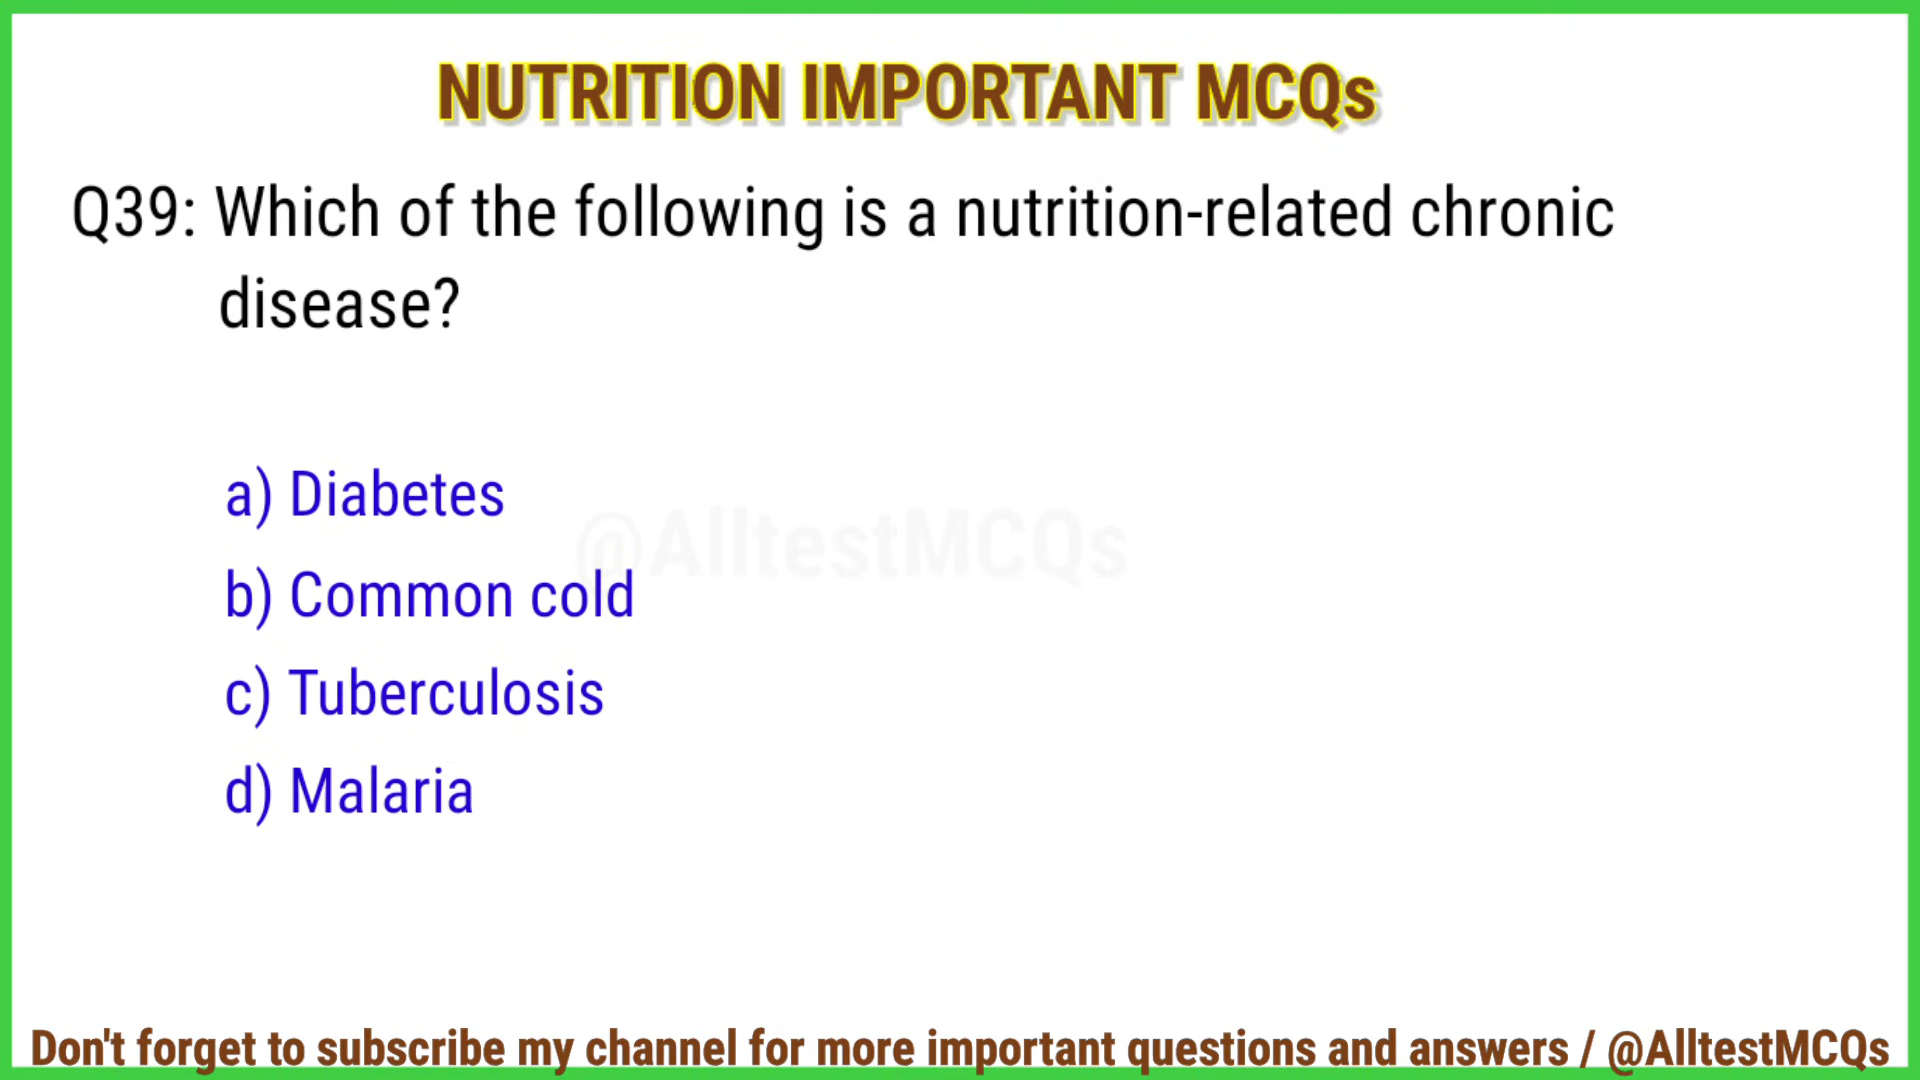 NUTRITION IMPORTANT MCQs
Q39: Which of the following is a nutrition-related chronic
disease?
a) Diabetes
@AlltestMCQs
b) Common cold
c) Tuberculosis
d) Malaria
Don't forget to subscribe my channel for more important questions and answers / @AlltestMCQs